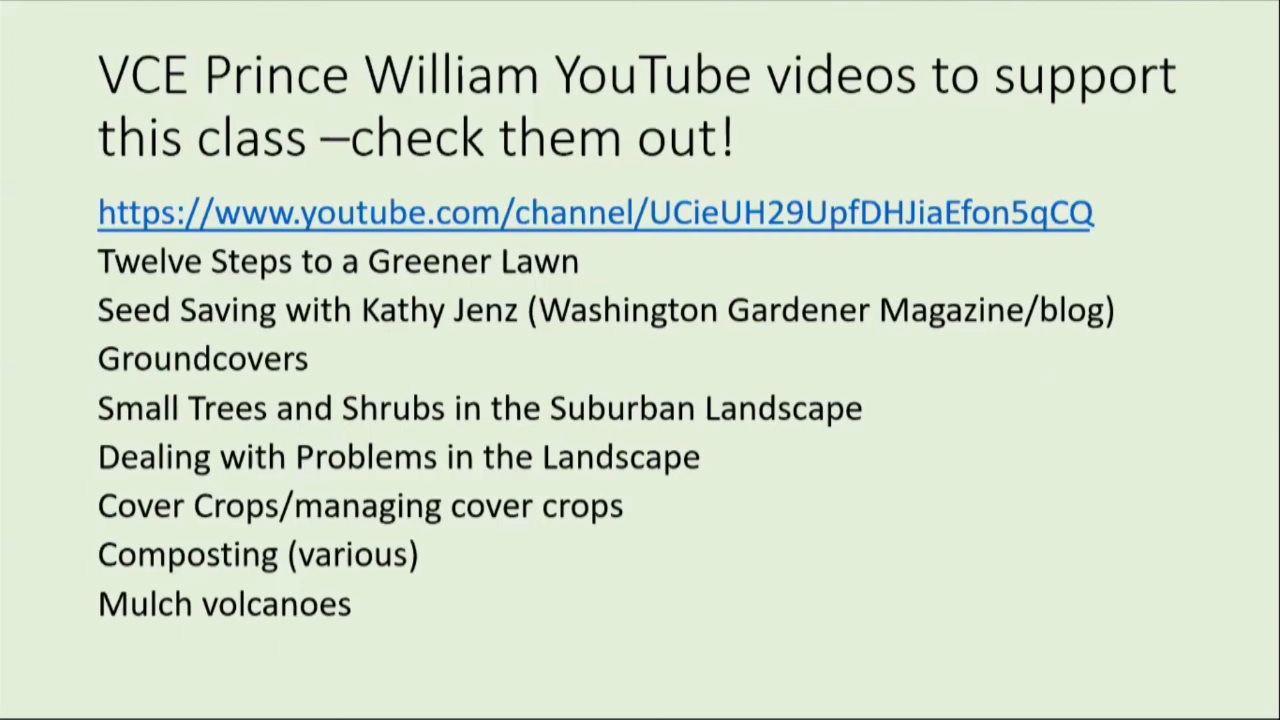 VCE Prince William YouTube videos to support
this class –check them out!
https://www.youtube.com/channel/UCieUH29UpfDHJiaEfon5qCQ
Twelve Steps to a Greener Lawn
Seed Saving with Kathy Jenz (Washington Gardener Magazine/blog)
Groundcovers
Small Trees and Shrubs in the Suburban Landscape
Dealing with Problems in the Landscape
Cover Crops/managing cover crops
Composting (various)
Mulch volcanoes